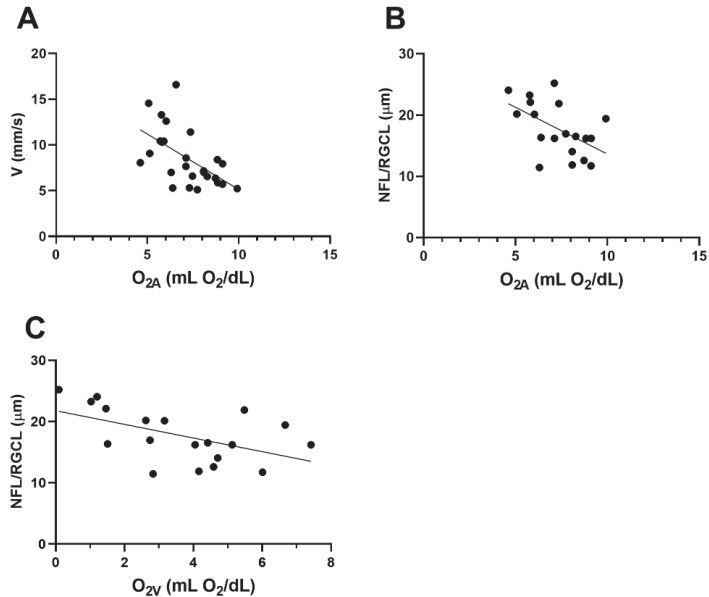 A
20
15
10
5
0
V (mm/s)
0 5 10 15
O2A (mL O2/dL)
B
30
20
10
0
NFL/RGCL (μm)
0 5 10 15
O2A (mL O2/dL)
C
30
20
10
0
NFL/RGCL (μm)
0 2 4 6 8
O2V (mL O2/dL)